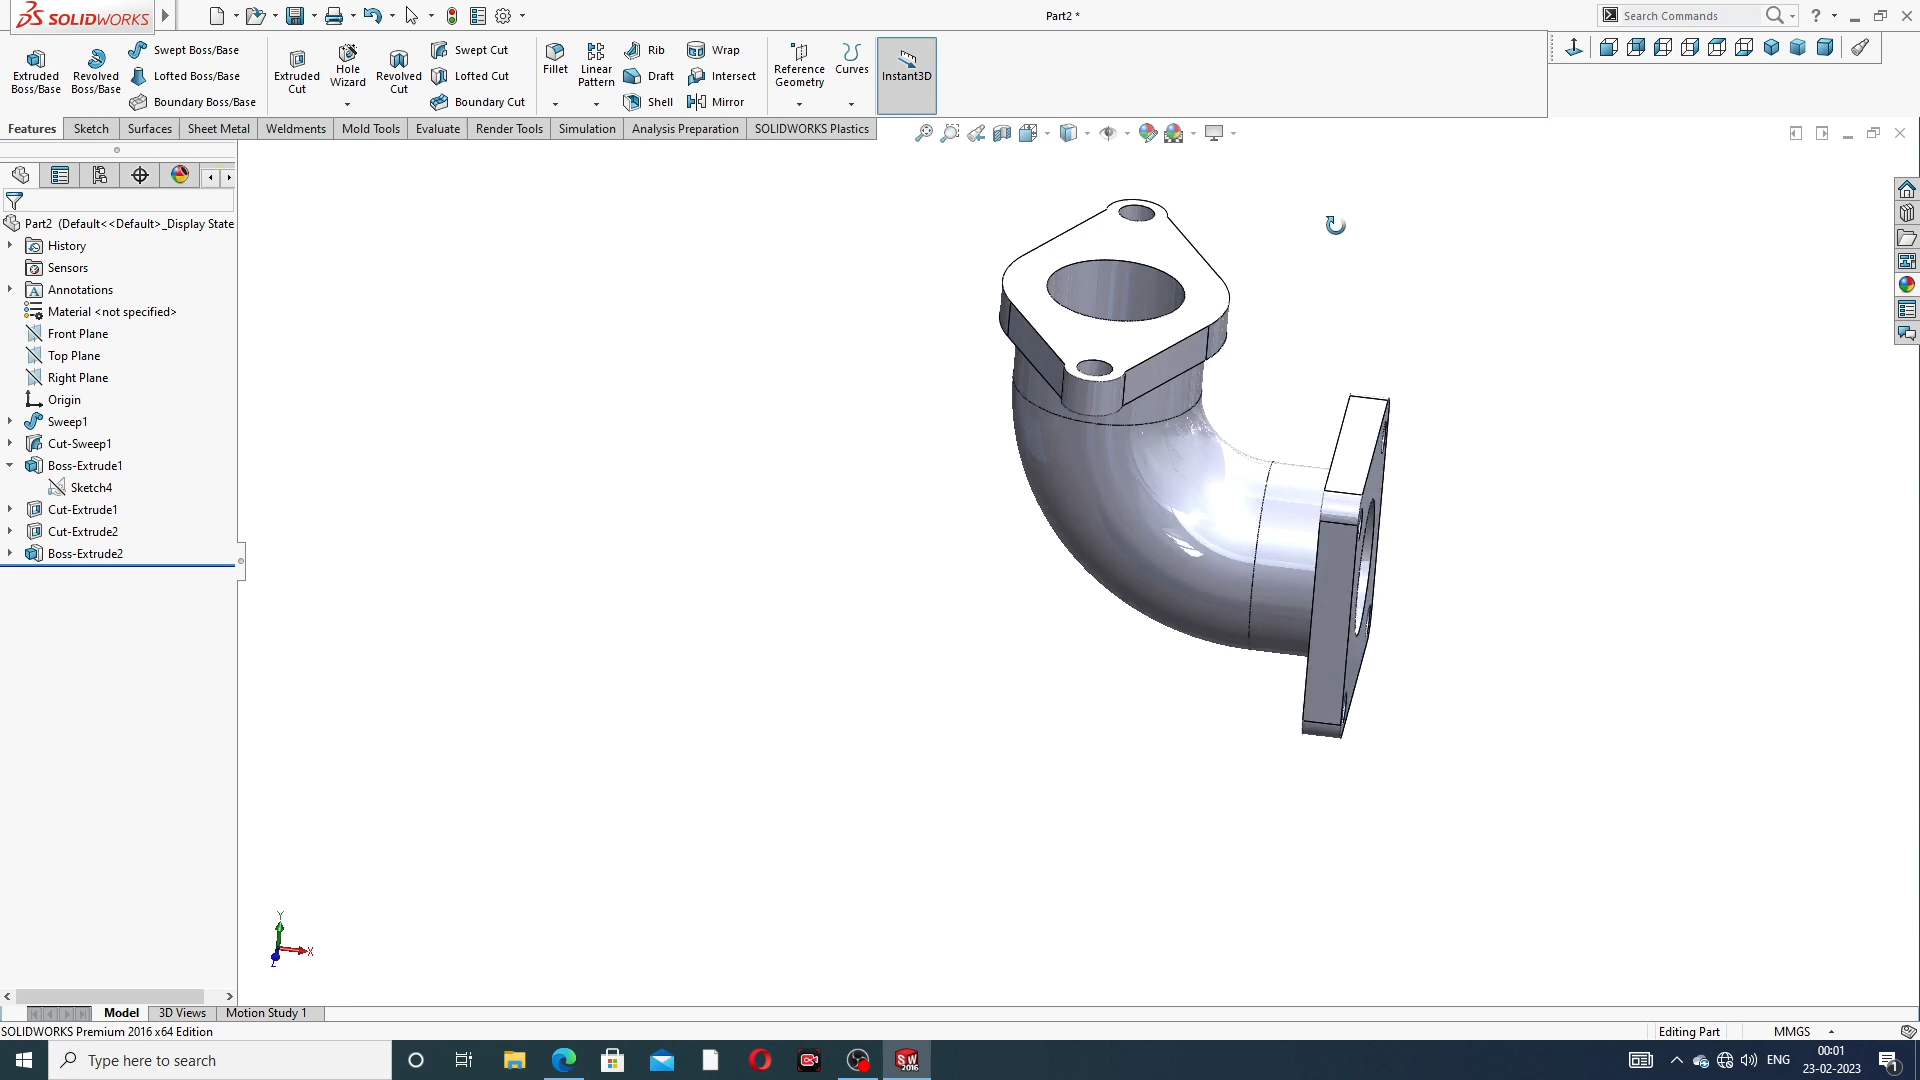 SOLIDWORKS
Part2 *
Search Commands
?
Extruded Boss/Base
Revolved Boss/Base
Swept Boss/Base
Lofted Boss/Base
Boundary Boss/Base
Extruded Cut
Hole Wizard
Revolved Cut
Swept Cut
Lofted Cut
Boundary Cut
Fillet
Linear Pattern
Rib
Draft
Shell
Wrap
Intersect
Mirror
Reference Geometry
Curves
Instant3D
Features
Sketch
Surfaces
Sheet Metal
Weldments
Mold Tools
Evaluate
Render Tools
Simulation
Analysis Preparation
SOLIDWORKS Plastics
Part2 (Default<<Default>_Display State
History
Sensors
A Annotations
Material <not specified>
Front Plane
Top Plane
Right Plane
Origin
Sweep1
Cut-Sweep1
Boss-Extrude1
Sketch4
Cut-Extrude1
Cut-Extrude2
Boss-Extrude2
Y
X
Z
Model
3D Views
Motion Study 1
SOLIDWORKS Premium 2016 x64 Edition
Editing Part
MMGS
Type here to search
SW 2016
ENG
00:01
23-02-2023
1